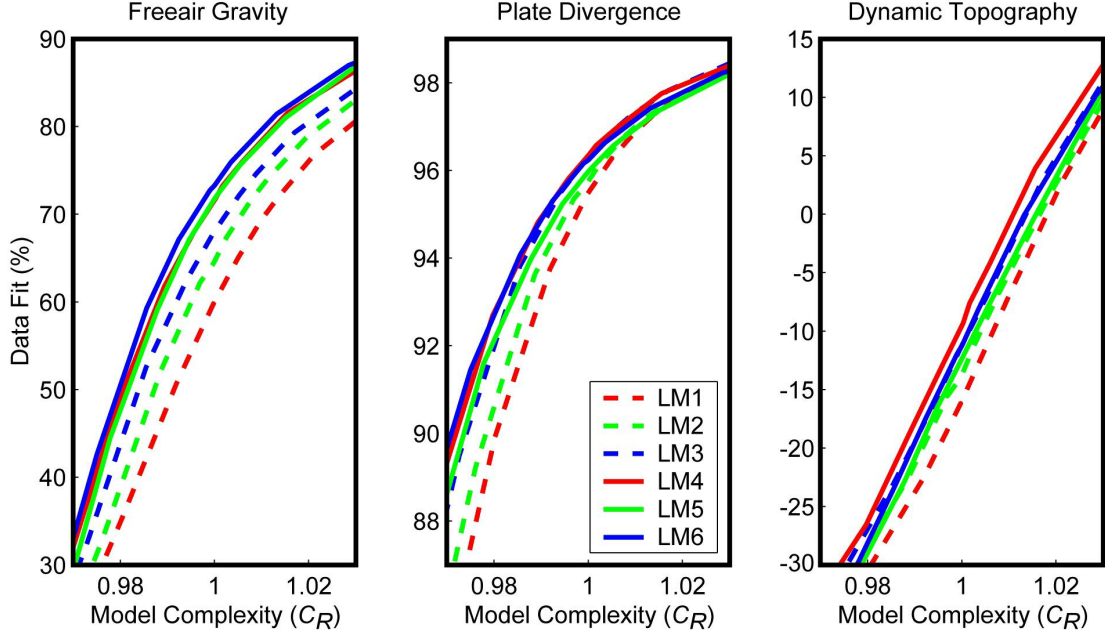 Freeair Gravity
Plate Divergence
Dynamic Topography
Data Fit (%)
90
80
70
60
50
40
30
0.98
1
1.02
Model Complexity (C_R)
98
96
94
92
90
88
LM1
LM2
LM3
LM4
LM5
LM6
0.98
1
1.02
Model Complexity (C_R)
15
10
5
0
-5
-10
-15
-20
-25
-30
0.98
1
1.02
Model Complexity (C_R)